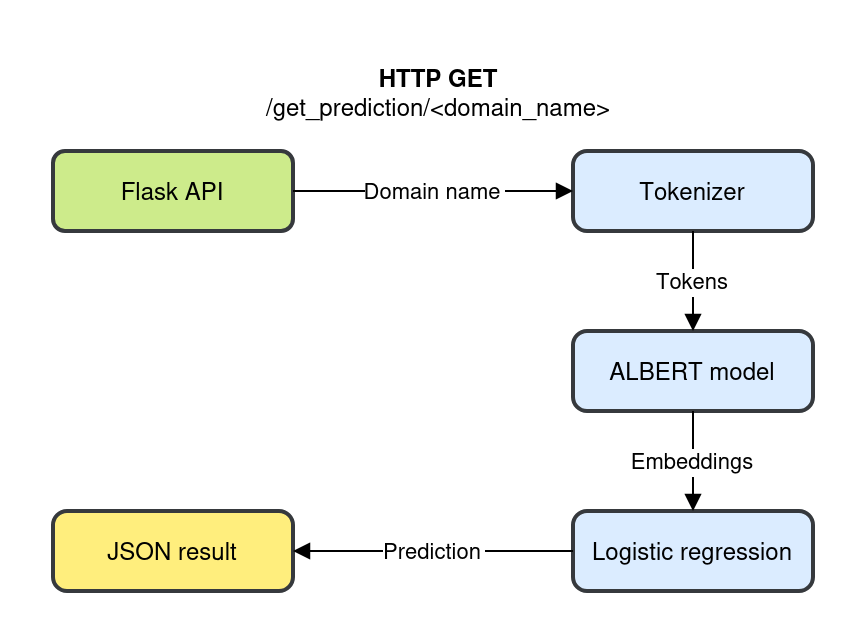 HTTP GET
/get_prediction/<domain_name>
Flask API
Domain name
Tokenizer
Tokens
ALBERT model
Embeddings
Logistic regression
Prediction
JSON result